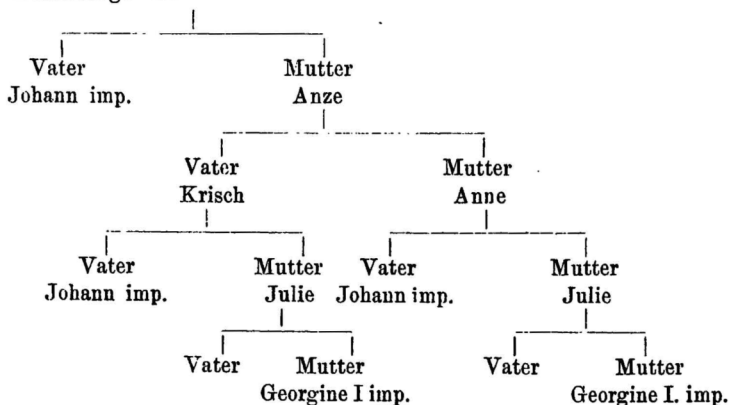 Vater Mutter
Johann imp. Anze
Vater Mutter
Krisch Anne
Vater Mutter Vater Mutter
Johann imp. Julie Johann imp. Julie
Vater Mutter Vater Mutter
Georgine I imp. Georgine I. imp.